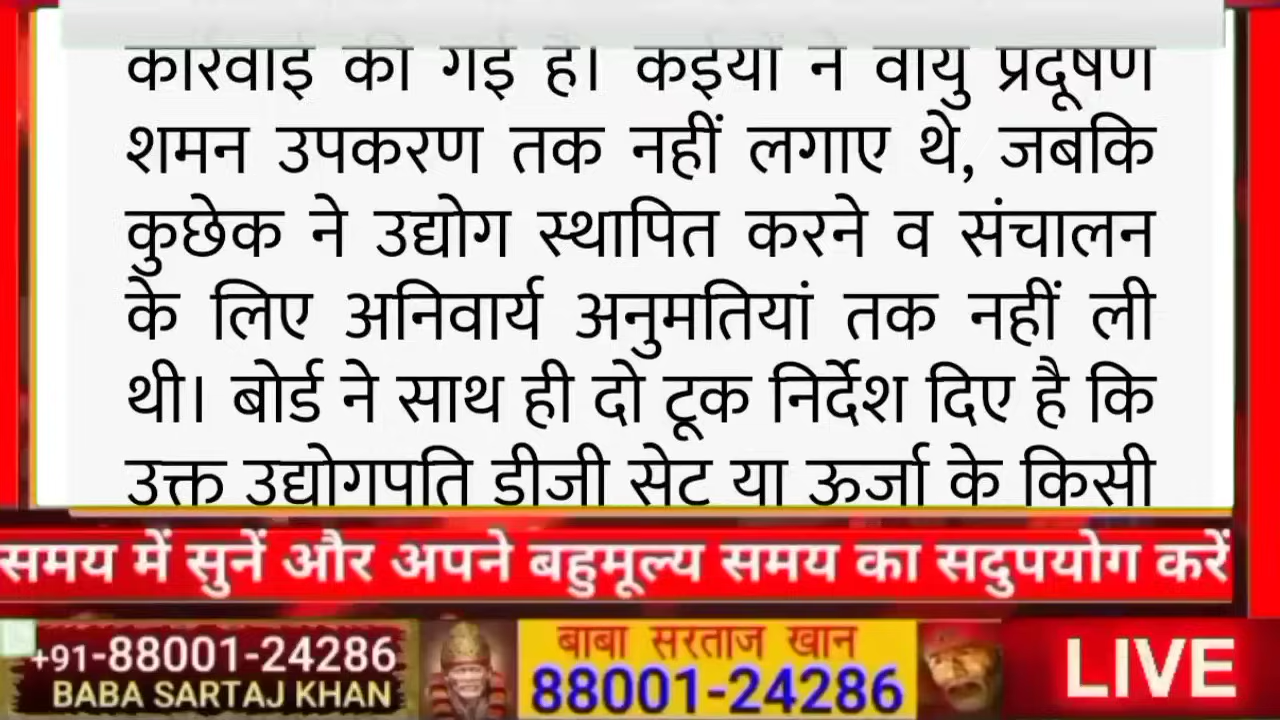 कार्रवाई की गई है। कईयों ने वायु प्रदूषण
शमन उपकरण तक नहीं लगाए थे, जबकि
कुछेक ने उद्योग स्थापित करने व संचालन
के लिए अनिवार्य अनुमतियां तक नहीं ली
थी। बोर्ड ने साथ ही दो टूक निर्देश दिए है कि
उक्त उद्योगपति डीजी सेट या ऊर्जा के किसी
समय में सुनें और अपने बहुमूल्य समय का सदुपयोग करें
+91-88001-24286
BABA SARTAJ KHAN
बाबा सरताज खान
88001-24286
LIVE